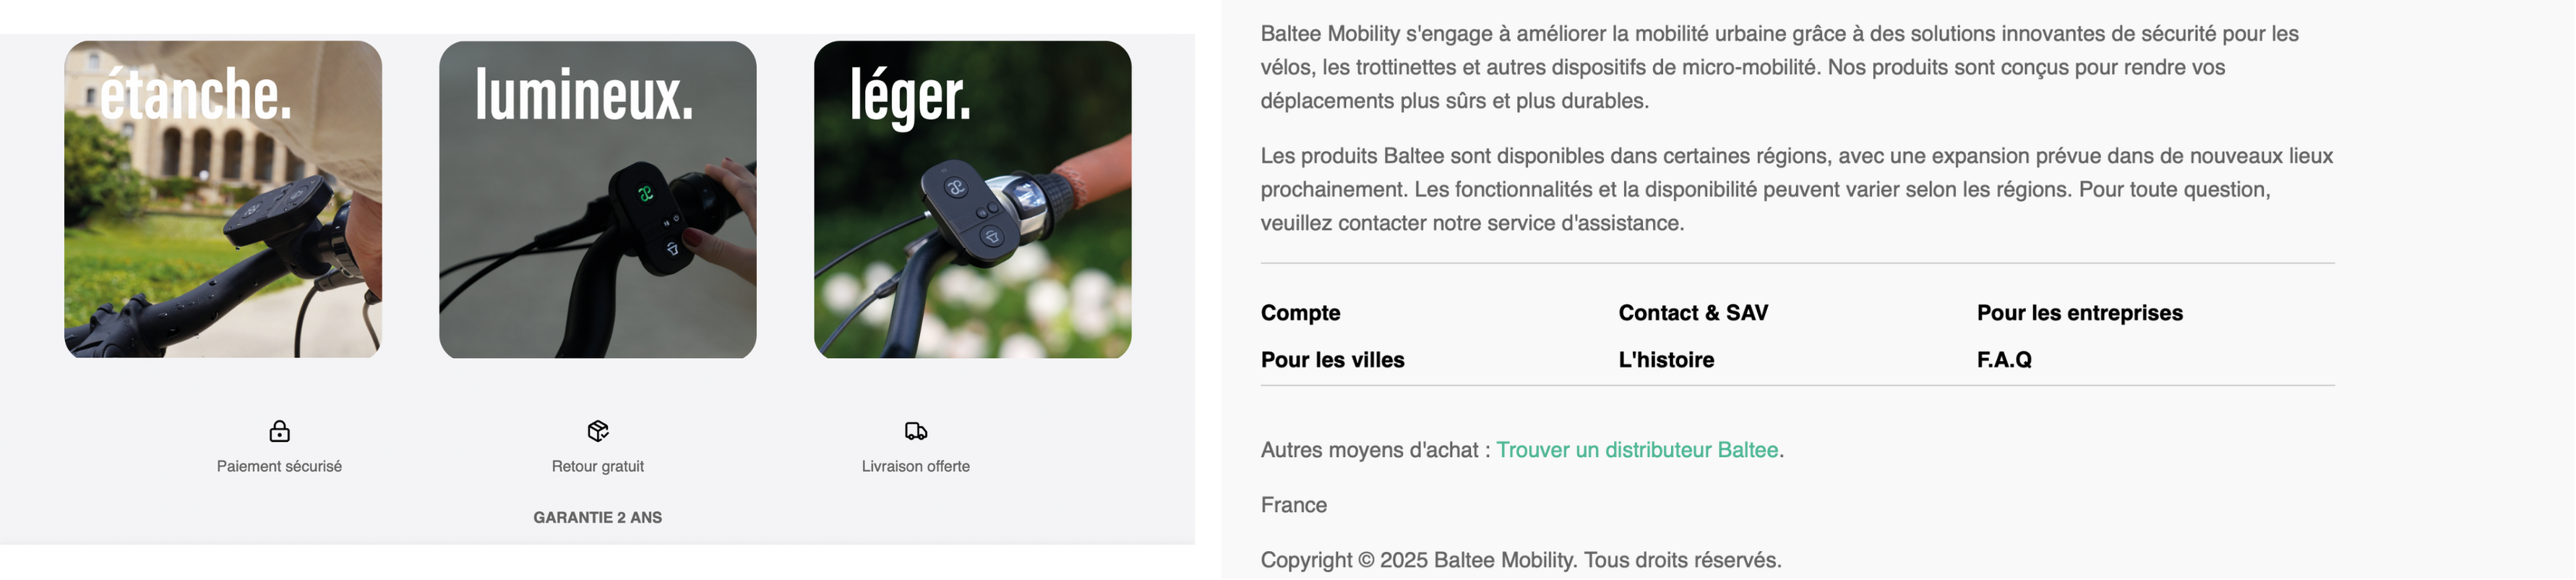 étanche.
lumineux.
léger.
Paiement sécurisé
Retour gratuit
Livraison offerte
GARANTIE 2 ANS
Baltee Mobility s'engage à améliorer la mobilité urbaine grâce à des solutions innovantes de sécurité pour les
vélos, les trottinettes et autres dispositifs de micro-mobilité. Nos produits sont conçus pour rendre vos
déplacements plus sûrs et plus durables.
Les produits Baltee sont disponibles dans certaines régions, avec une expansion prévue dans de nouveaux lieux
prochainement. Les fonctionnalités et la disponibilité peuvent varier selon les régions. Pour toute question,
veuillez contacter notre service d'assistance.
Compte
Contact & SAV
Pour les entreprises
Pour les villes
L'histoire
F.A.Q
Autres moyens d'achat : Trouver un distributeur Baltee.
France
Copyright © 2025 Baltee Mobility. Tous droits réservés.